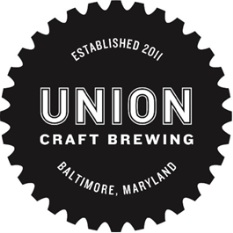 ESTABLISHED 2011
UNION
CRAFT BREWING
BALTIMORE, MARYLAND